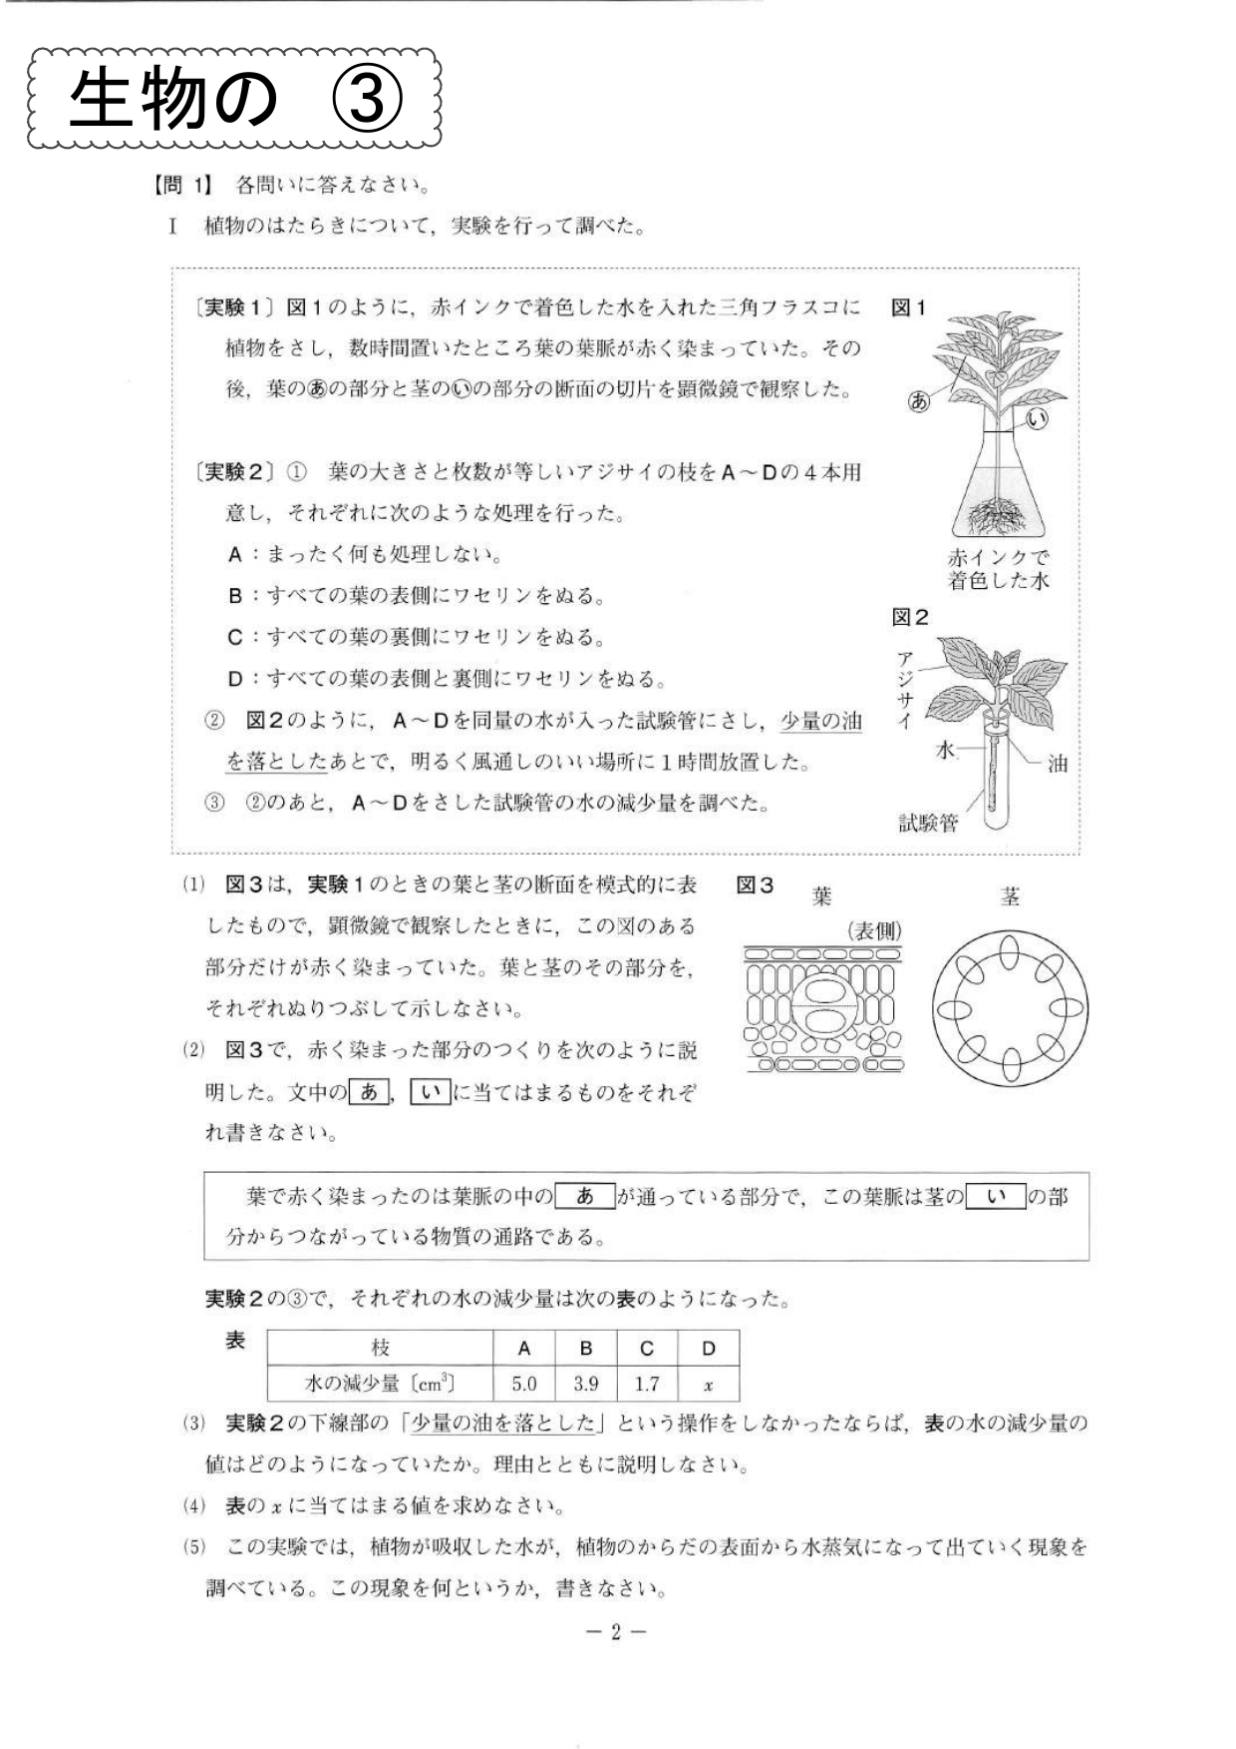 生物の ③
【問 1】 各問いに答えなさい。
Ⅰ 植物のはたらきについて，実験を行って調べた。
〔実験1〕図1のように，赤インクで着色した水を入れた三角フラスコに
植物をさし，数時間置いたところ葉の葉脈が赤く染まっていた。その
後，葉のあの部分と茎のいの部分の断面の切片を顕微鏡で観察した。
図1
あ
い
赤インクで
着色した水
〔実験2〕① 葉の大きさと枚数が等しいアジサイの枝をA～Dの4本用
意し，それぞれに次のような処理を行った。
A：まったく何も処理しない。
B：すべての葉の表側にワセリンをぬる。
C：すべての葉の裏側にワセリンをぬる。
D：すべての葉の表側と裏側にワセリンをぬる。
② 図2のように，A～Dを同量の水が入った試験管にさし，少量の油
を落としたあとで，明るく風通しのいい場所に1時間放置した。
③ ②のあと，A～Dをさした試験管の水の減少量を調べた。
図2
アジサイ
水
油
試験管
(1) 図3は，実験1のときの葉と茎の断面を模式的に表
したもので，顕微鏡で観察したときに，この図のある
部分だけが赤く染まっていた。葉と茎のその部分を，
それぞれぬりつぶして示しなさい。
図3 葉 茎
(表側)
(2) 図3で，赤く染まった部分のつくりを次のように説
明した。文中の あ ， い に当てはまるものをそれぞ
れ書きなさい。
葉で赤く染まったのは葉脈の中の あ が通っている部分で，この葉脈は茎の い の部
分からつながっている物質の通路である。
実験2の③で，それぞれの水の減少量は次の表のようになった。
表
枝 A B C D
水の減少量〔cm³〕 5.0 3.9 1.7 x
(3) 実験2の下線部の「少量の油を落とした」という操作をしなかったならば，表の水の減少量の
値はどのようになっていたか。理由とともに説明しなさい。
(4) 表のxに当てはまる値を求めなさい。
(5) この実験では，植物が吸収した水が，植物のからだの表面から水蒸気になって出ていく現象を
調べている。この現象を何というか，書きなさい。
－ 2 －